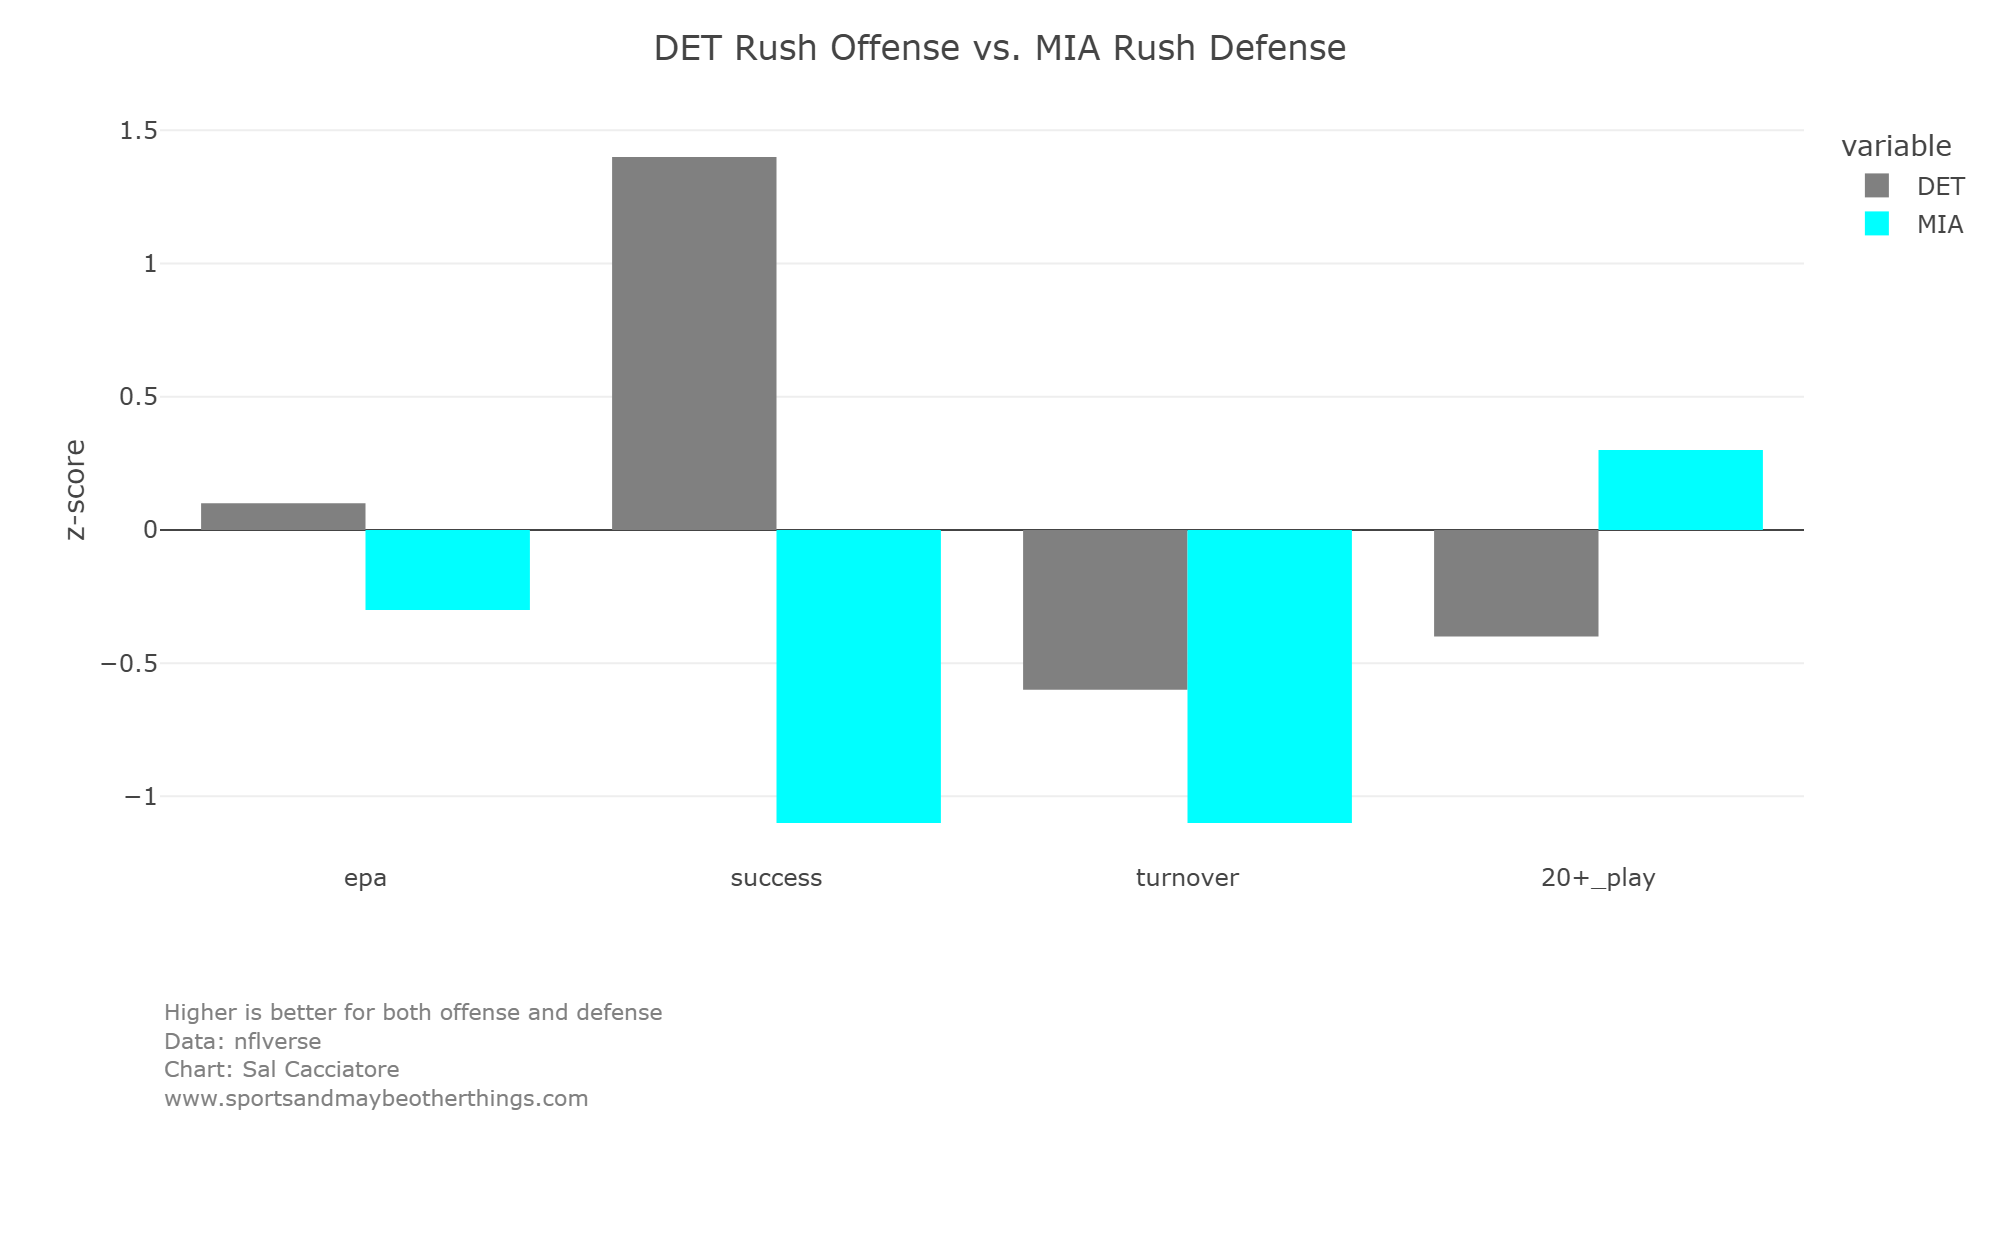 DET Rush Offense vs. MIA Rush Defense
variable
DET
MIA
z-score
1.5
1
0.5
0
−0.5
−1
epa
success
turnover
20+_play
Higher is better for both offense and defense
Data: nflverse
Chart: Sal Cacciatore
www.sportsandmaybeotherthings.com